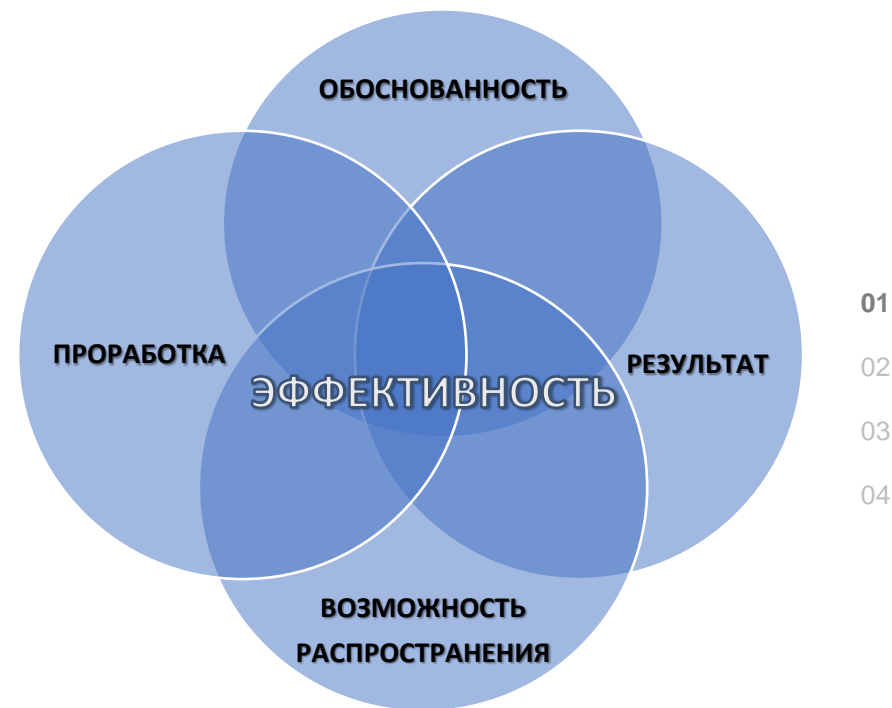 ОБОСНОВАННОСТЬ
ПРОРАБОТКА
РЕЗУЛЬТАТ
ЭФФЕКТИВНОСТЬ
ВОЗМОЖНОСТЬ
РАСПРОСТРАНЕНИЯ
01
02
03
04